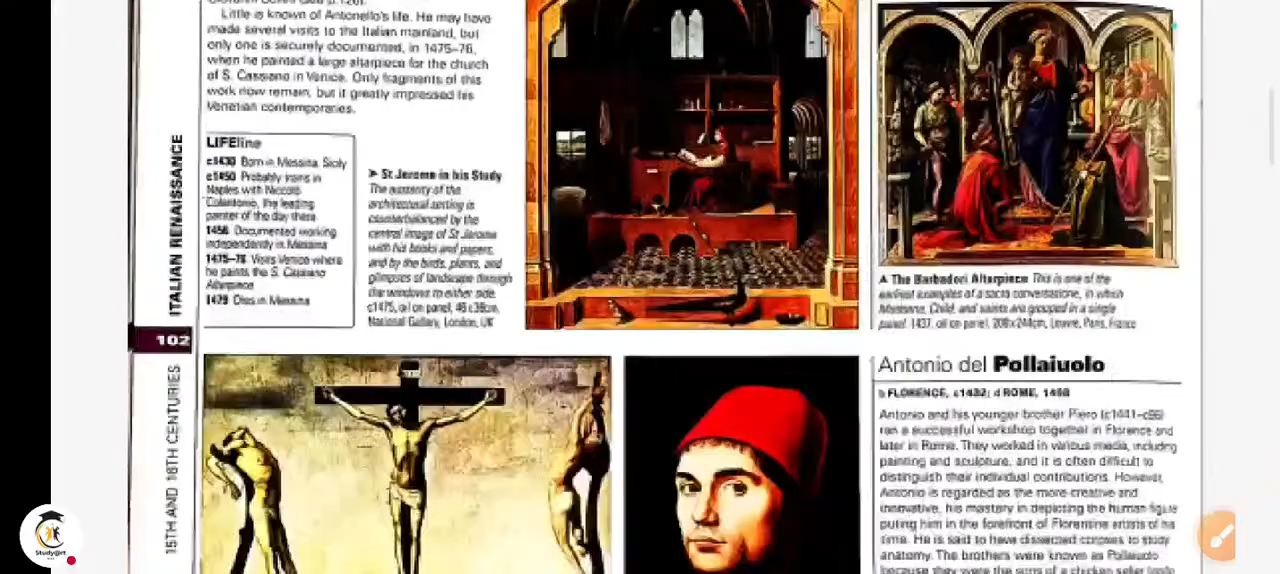 Little is known of Antonello's life. He may have
made several visits to the Italian mainland, but
only one is securely documented, in 1475–76,
when he painted a large altarpiece for the church
of S. Cassiano in Venice. Only fragments of this
work now remain, but it greatly impressed his
Venetian contemporaries.
LIFEline
c1430 Born in Messina, Sicily
c1450 Probably trains in
Naples with Niccolò
Colantonio, the leading
painter of the day there
1456 Documented working
independently in Messina
1475–76 Visits Venice where
he paints the S. Cassiano
Altarpiece
1479 Dies in Messina
➤ St Jerome in his Study
The austerity of the
architectural setting is
counterbalanced by the
central image of St Jerome
with his books and papers,
and by the birds, plants, and
glimpses of landscape through
the windows to either side.
c1475, oil on panel, 46x36cm,
National Gallery, London, UK
▲ The Barbadori Altarpiece This is one of the
earliest examples of a sacra conversazione, in which
Madonna, Child, and saints are grouped in a single
panel. 1437, oil on panel, 208x244cm, Louvre, Paris, France
ITALIAN RENAISSANCE
102
15TH AND 16TH CENTURIES
Antonio del Pollaiuolo
b FLORENCE, c1432; d ROME, 1498
Antonio and his younger brother Piero (c1441–c96)
ran a successful workshop together in Florence and
later in Rome. They worked in various media, including
painting and sculpture, and it is often difficult to
distinguish their individual contributions. However,
Antonio is regarded as the more creative and
innovative, his mastery in depicting the human figure
puting him in the forefront of Florentine artists of his
time. He is said to have dissected corpses to study
anatomy. The brothers were known as Pollaiuolo
because they were the sons of a chicken seller
Study@rt